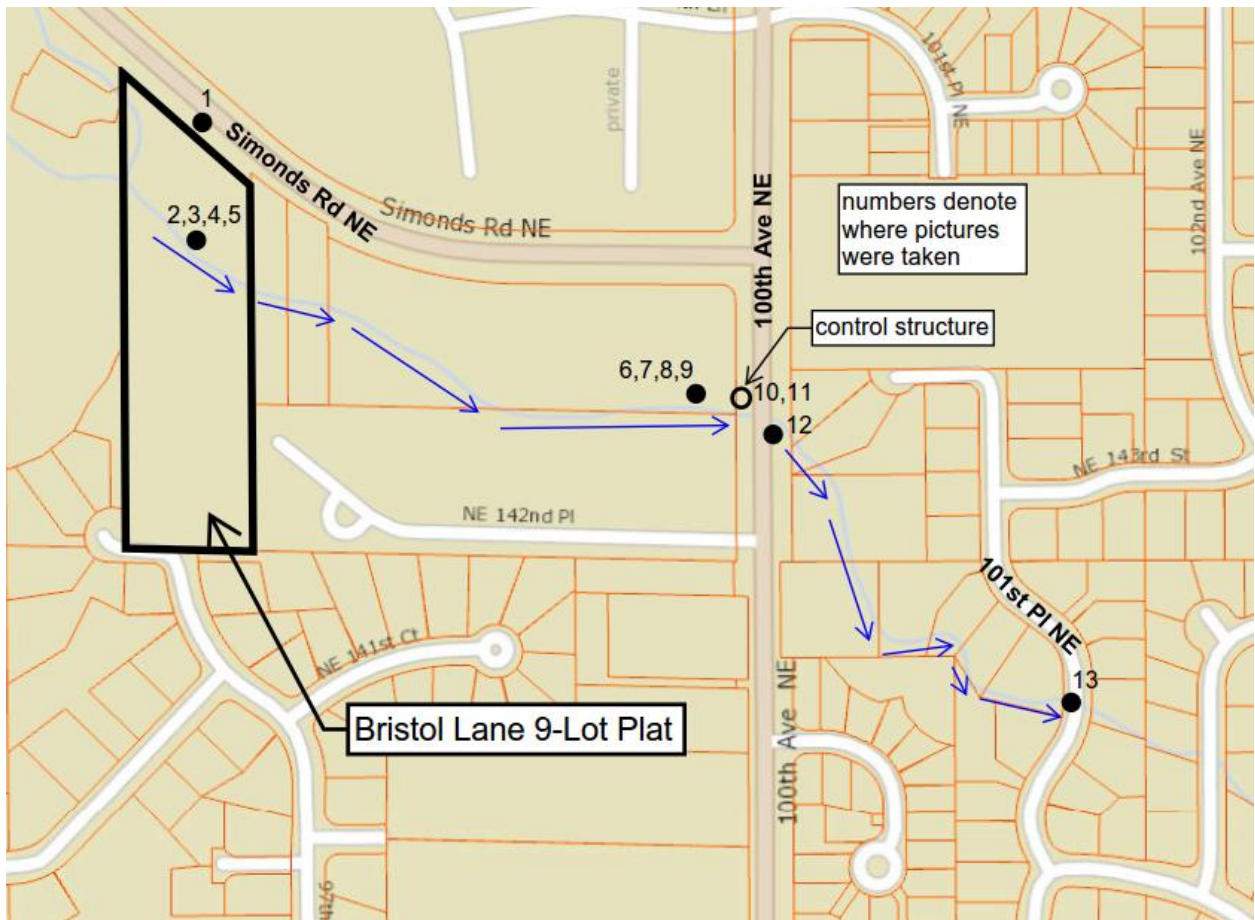 private
101st Pl NE
1
Simonds Rd NE
Simonds Rd NE
100th Ave NE
numbers denote
where pictures
were taken
102nd Ave NE
2,3,4,5
control structure
6,7,8,9
10,11
12
NE 143rd St
NE 142nd Pl
101st Pl NE
NE 141st Ct
13
Bristol Lane 9-Lot Plat
100th Ave NE